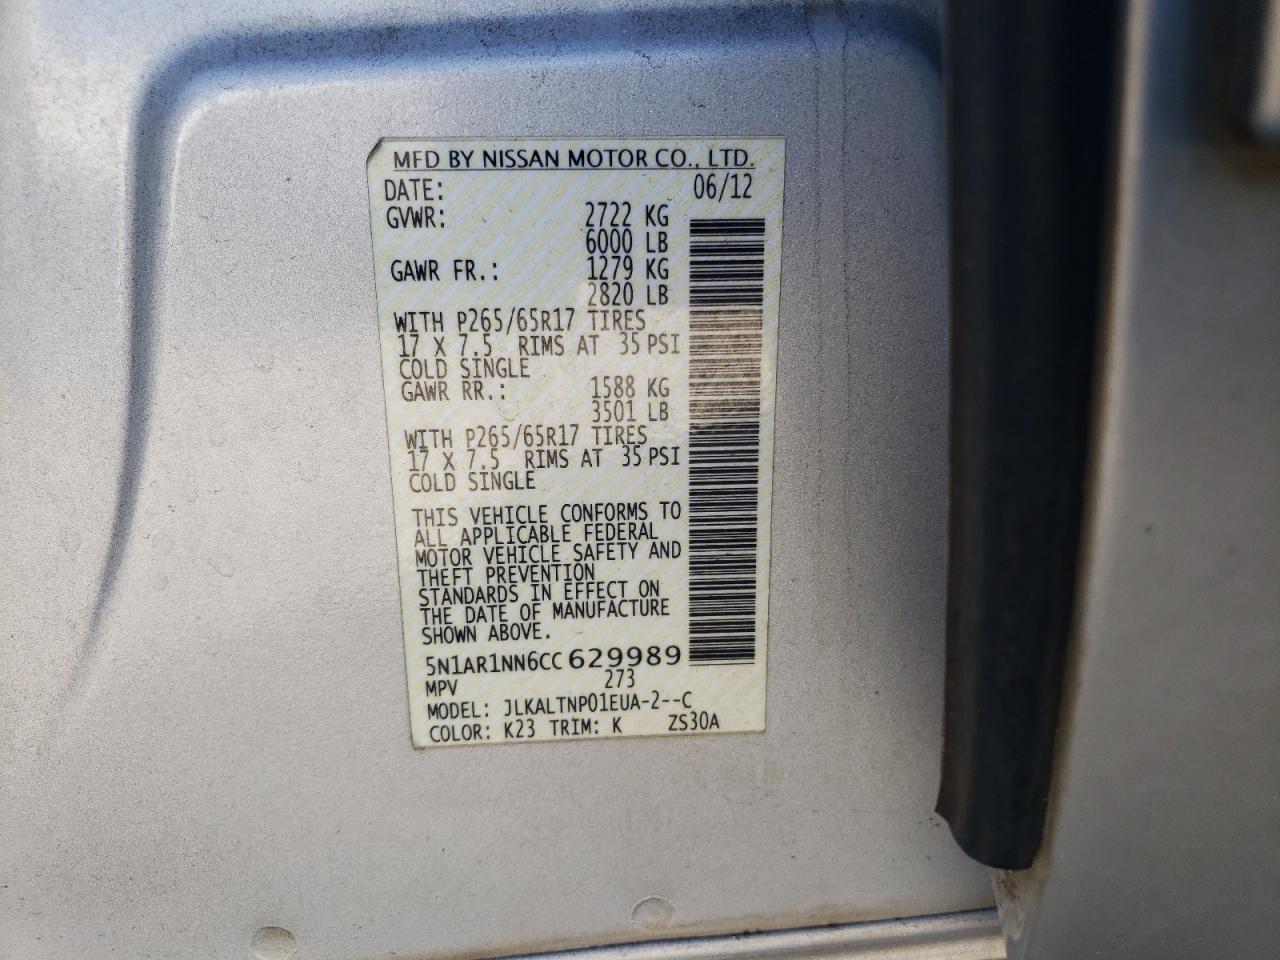 MFD BY NISSAN MOTOR CO., LTD.
DATE: 06/12
GVWR: 2722 KG
6000 LB
GAWR FR.: 1279 KG
2820 LB
WITH P265/65R17 TIRES
17 X 7.5 RIMS AT 35 PSI
COLD SINGLE
GAWR RR.: 1588 KG
3501 LB
WITH P265/65R17 TIRES
17 X 7.5 RIMS AT 35 PSI
COLD SINGLE
THIS VEHICLE CONFORMS TO
ALL APPLICABLE FEDERAL
MOTOR VEHICLE SAFETY AND
THEFT PREVENTION
STANDARDS IN EFFECT ON
THE DATE OF MANUFACTURE
SHOWN ABOVE.
5N1AR1NN6CC629989
MPV 273
MODEL: JLKALTNP01EUA-2--C
COLOR: K23 TRIM: K ZS30A